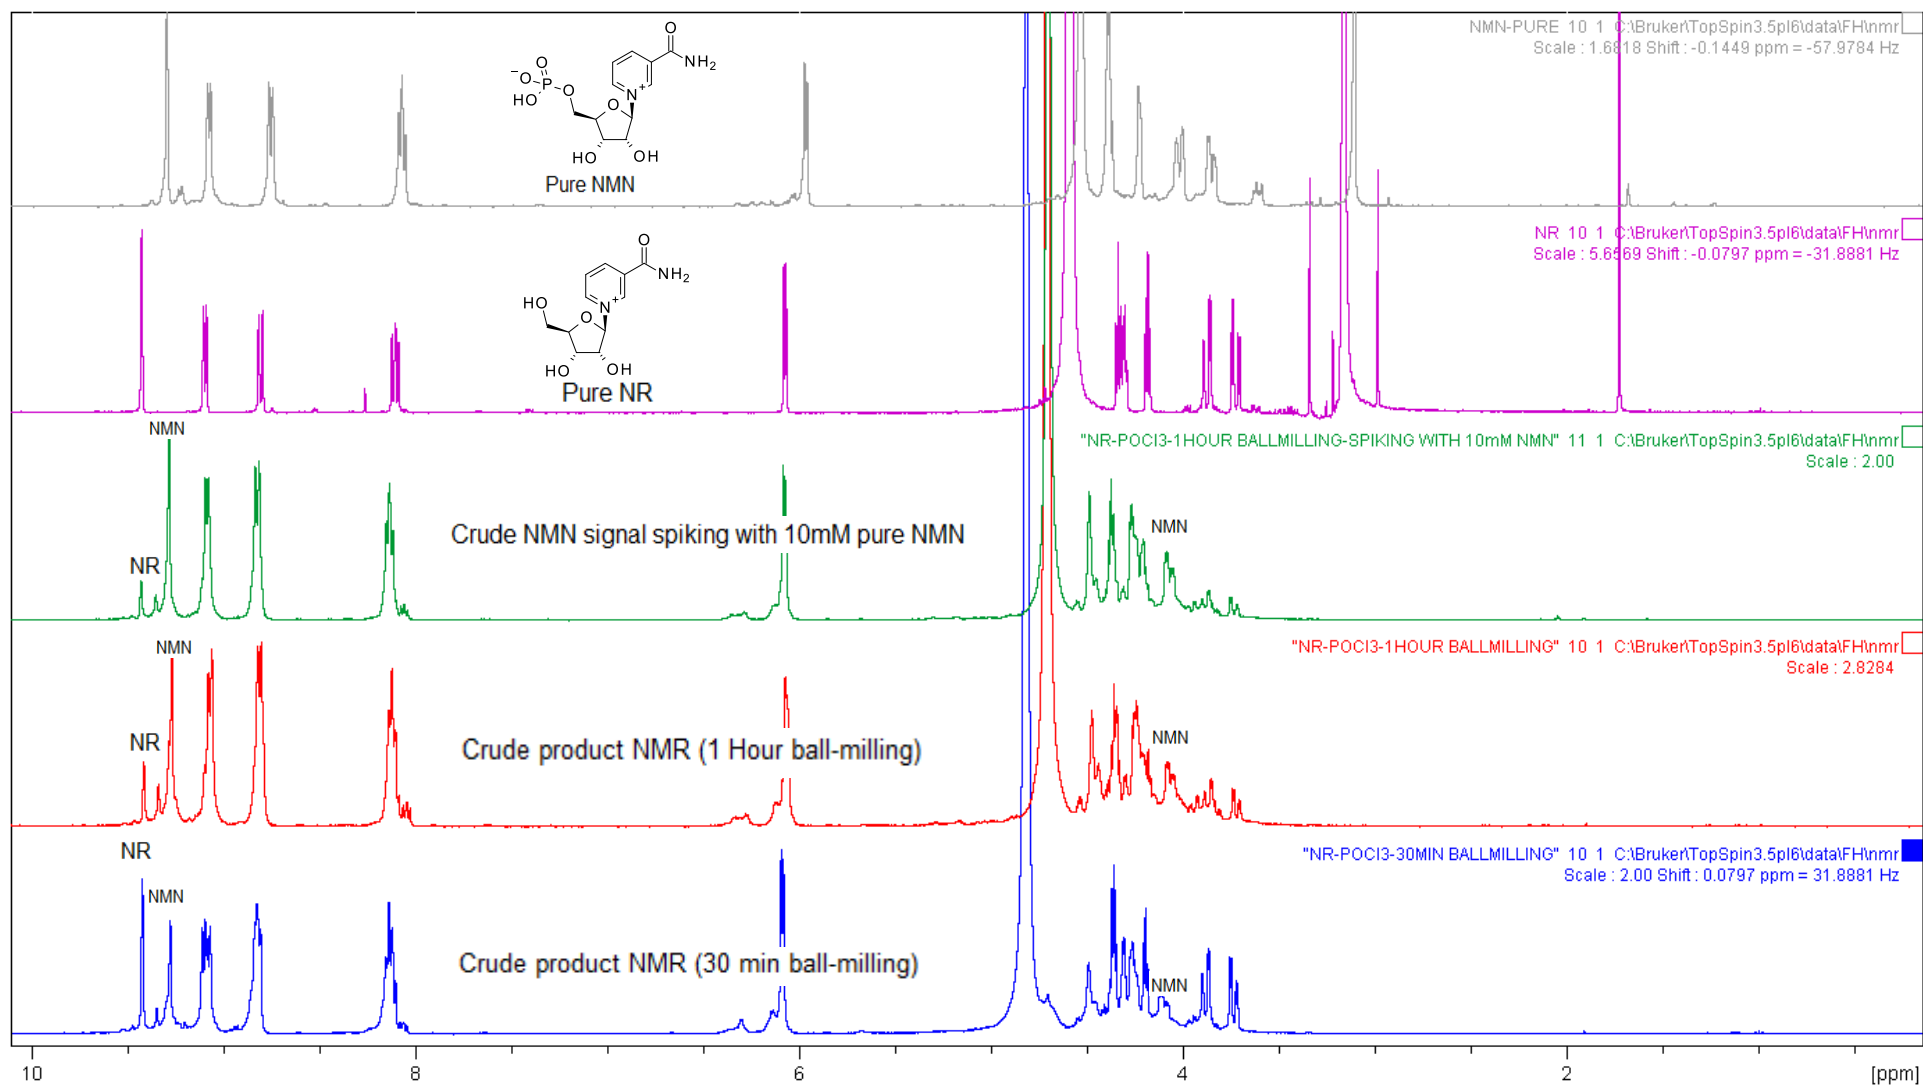 NMN-PURE 10 1 C:\Bruker\TopSpin3.5pl6\data\FH\nmr
Scale : 1.6818 Shift : -0.1449 ppm = -57.9784 Hz
O
NH2
N+
O
-O P O
HO
O
HO OH
Pure NMN
NR 10 1 C:\Bruker\TopSpin3.5pl6\data\FH\nmr
Scale : 5.6569 Shift : -0.0797 ppm = -31.8881 Hz
O
NH2
N+
HO
O
HO OH
Pure NR
NMN
"NR-POCl3-1HOUR BALLMILLING-SPIKING WITH 10mM NMN" 11 1 C:\Bruker\TopSpin3.5pl6\data\FH\nmr
Scale : 2.00
Crude NMN signal spiking with 10mM pure NMN
NMN
NR
NMN
"NR-POCl3-1HOUR BALLMILLING" 10 1 C:\Bruker\TopSpin3.5pl6\data\FH\nmr
Scale : 2.8284
NR
Crude product NMR (1 Hour ball-milling)
NMN
NR
"NR-POCl3-30MIN BALLMILLING" 10 1 C:\Bruker\TopSpin3.5pl6\data\FH\nmr
Scale : 2.00 Shift : 0.0797 ppm = 31.8881 Hz
NMN
Crude product NMR (30 min ball-milling)
NMN
10 8 6 4 2 [ppm]